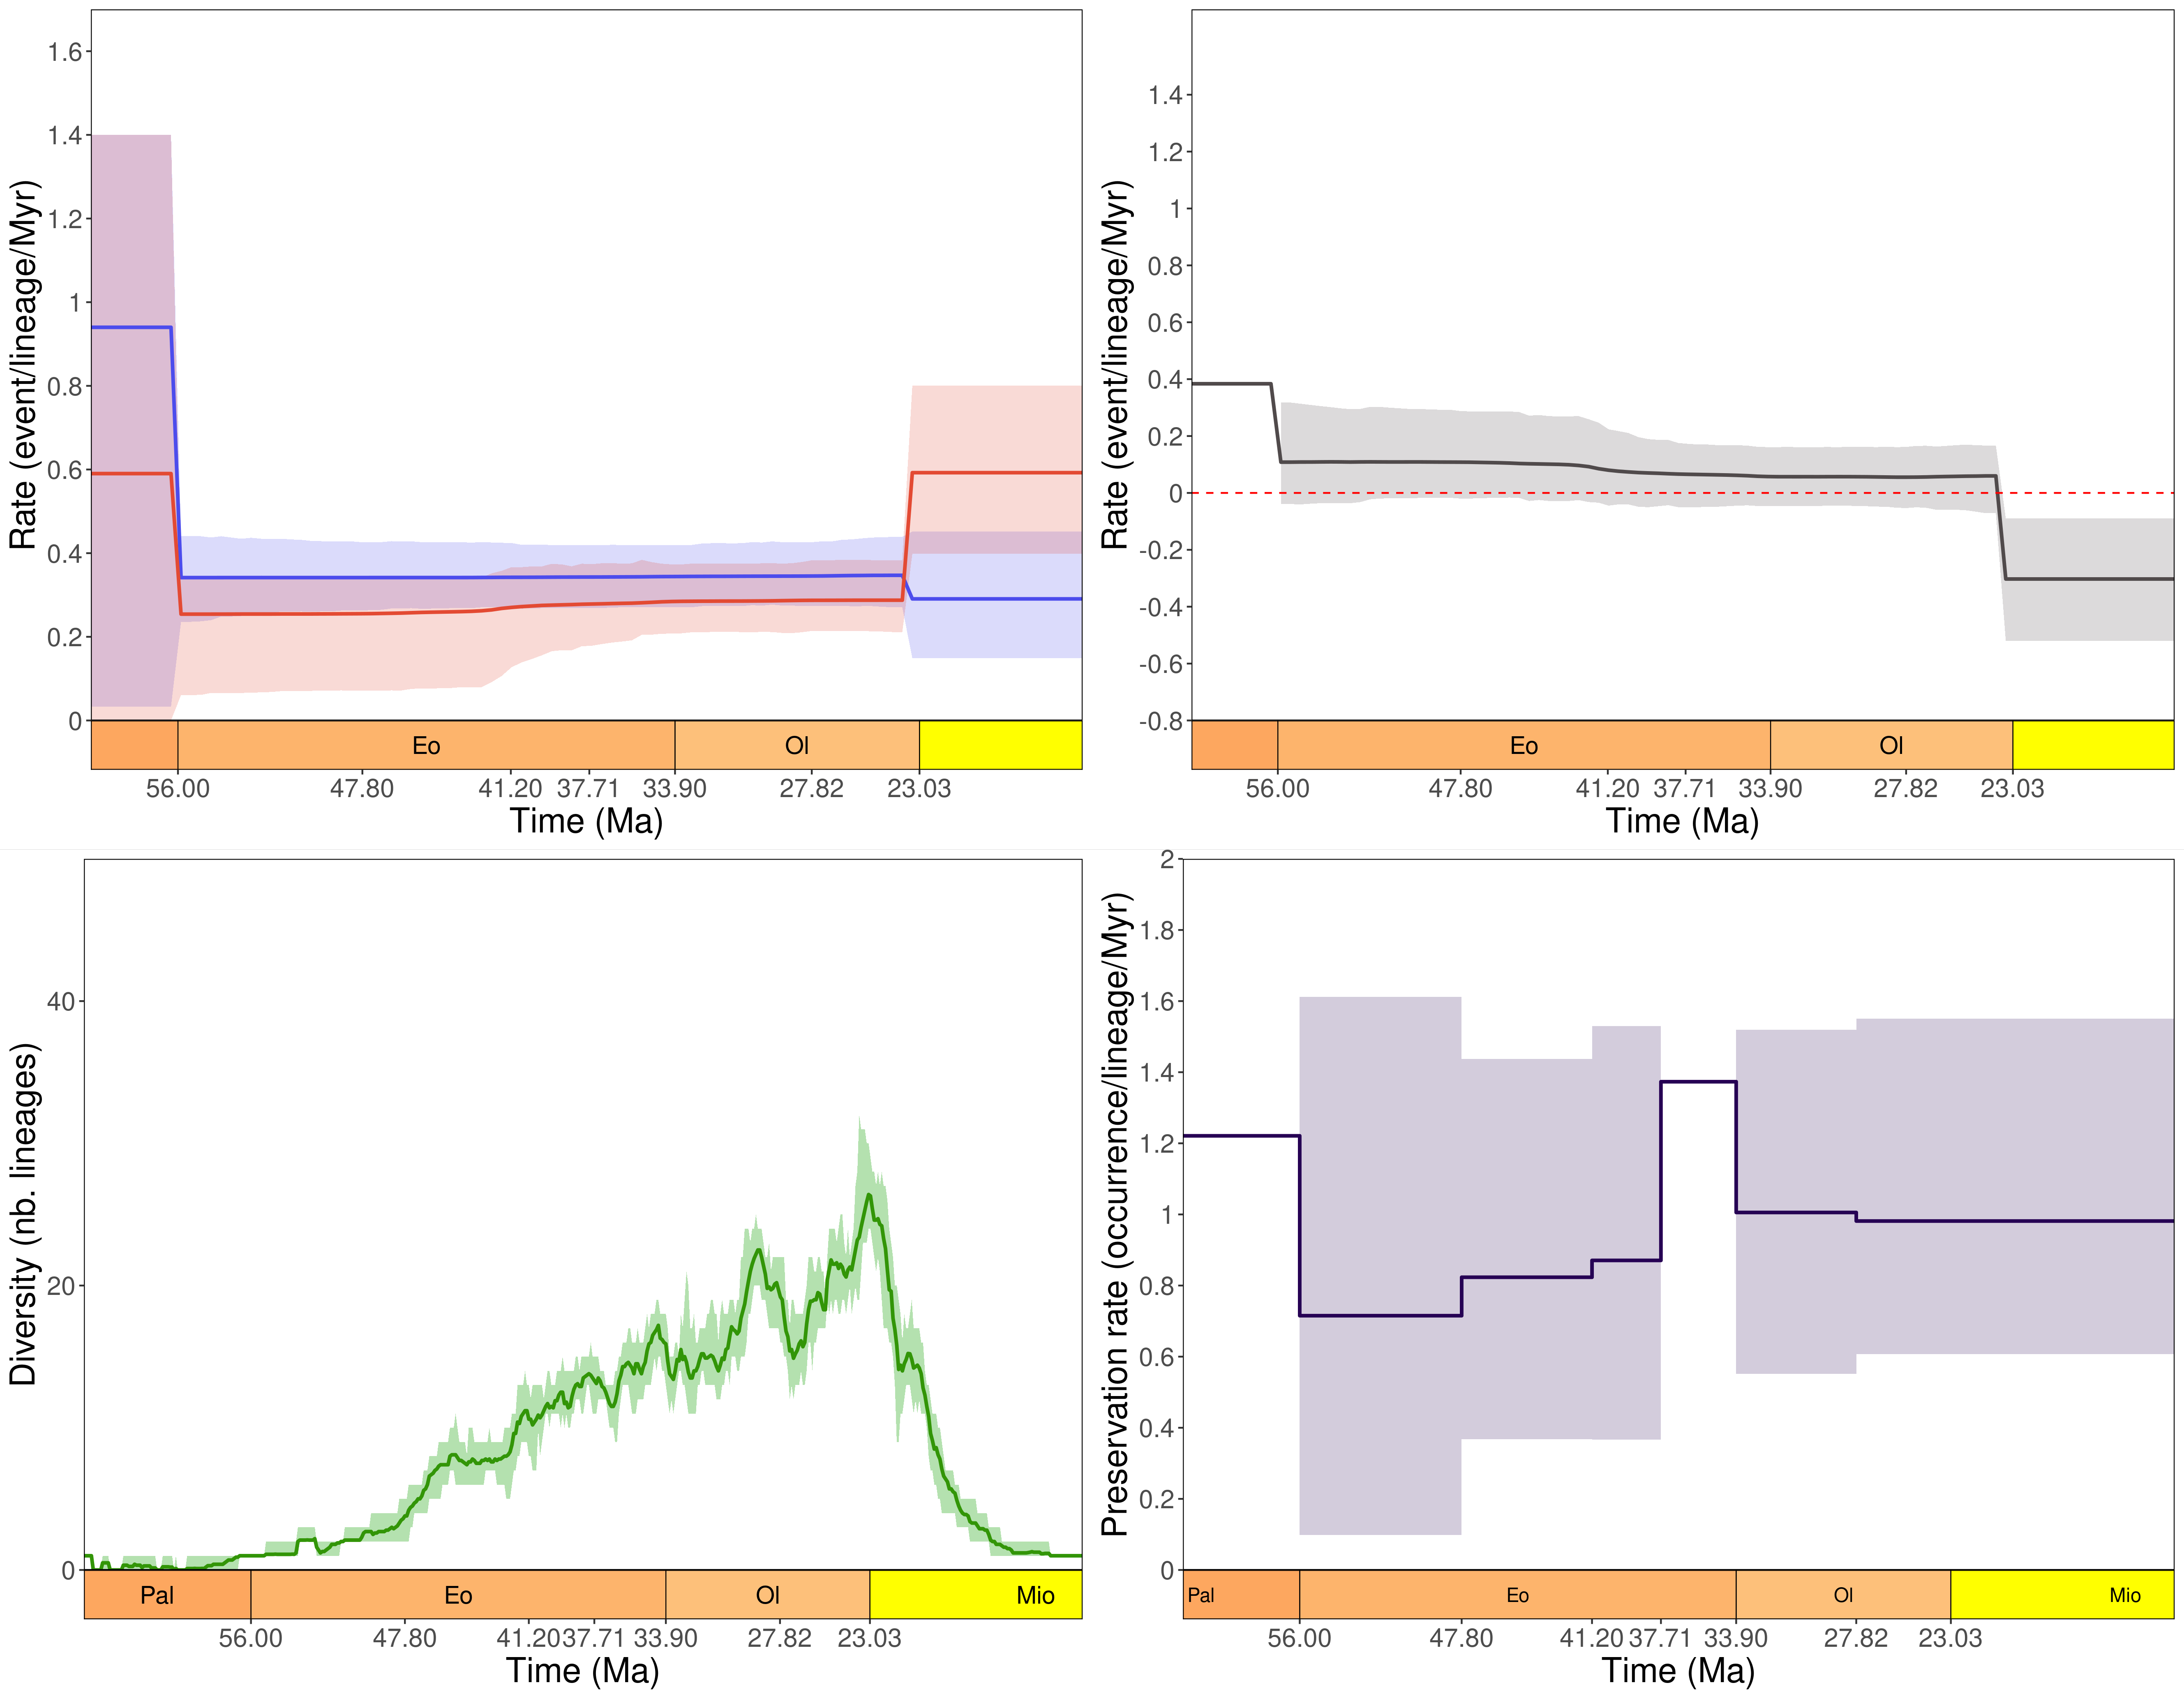 Rate (event/lineage/Myr)
1.6
1.4
1.2
1
0.8
0.6
0.4
0.2
0
Eo Ol
56.00 47.80 41.20 37.71 33.90 27.82 23.03
Time (Ma)
Rate (event/lineage/Myr)
1.4
1.2
1
0.8
0.6
0.4
0.2
0
-0.2
-0.4
-0.6
-0.8
Eo Ol
56.00 47.80 41.20 37.71 33.90 27.82 23.03
Time (Ma)
Diversity (nb. lineages)
40
20
0
Pal Eo Ol Mio
56.00 47.80 41.20 37.71 33.90 27.82 23.03
Time (Ma)
Preservation rate (occurrence/lineage/Myr)
2
1.8
1.6
1.4
1.2
1
0.8
0.6
0.4
0.2
0
Pal Eo Ol Mio
56.00 47.80 41.20 37.71 33.90 27.82 23.03
Time (Ma)